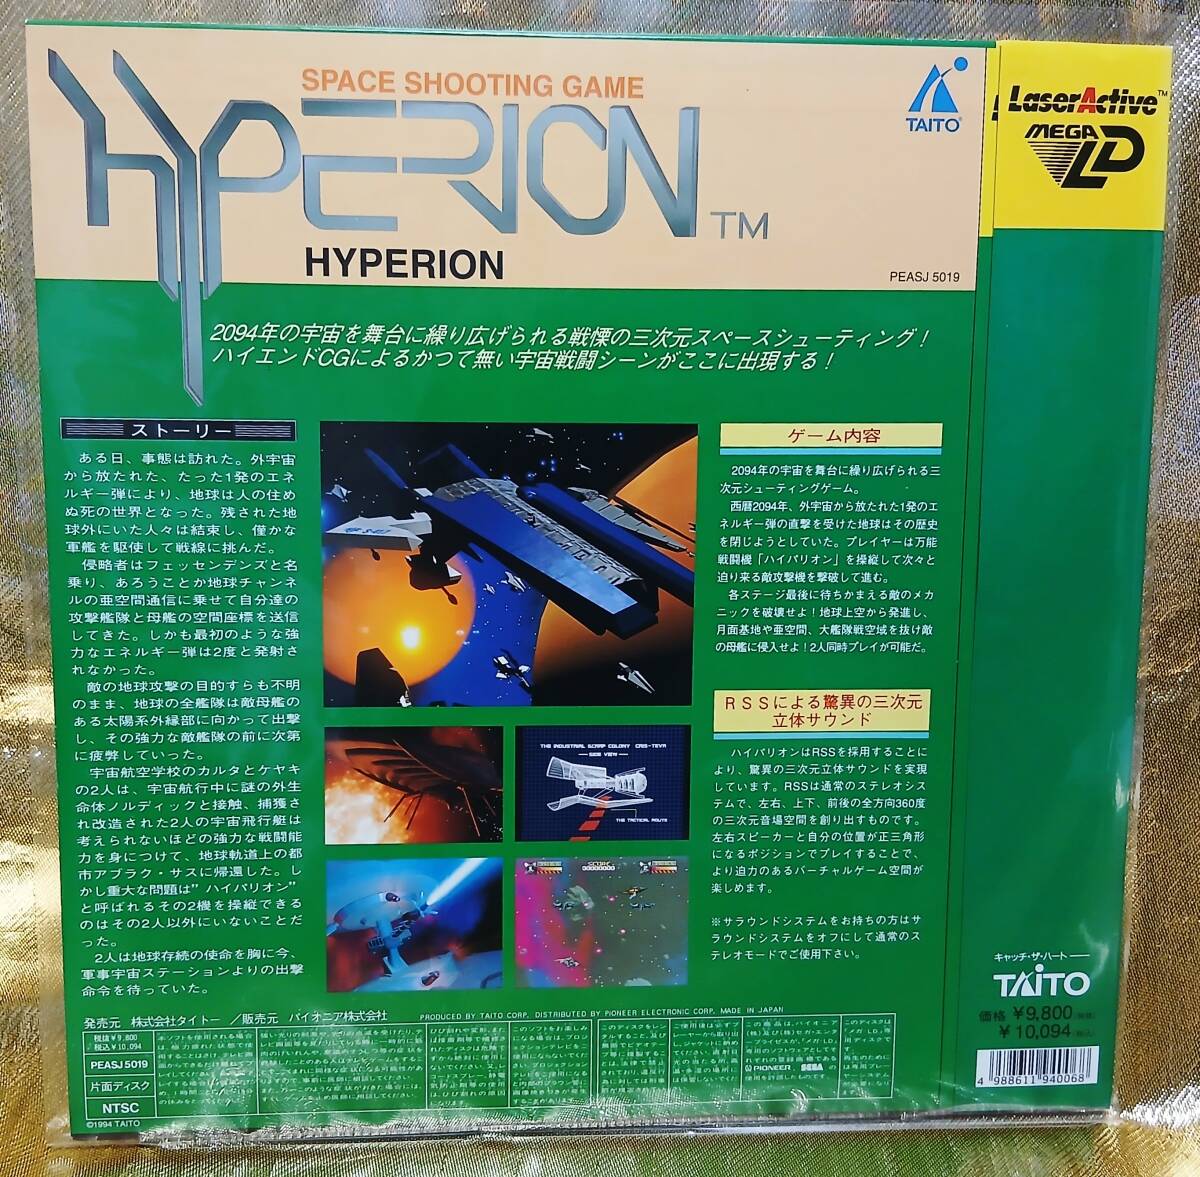 SPACE SHOOTING GAME
HYPERION TM
HYPERION
TAITO
PEASJ 5019
LaserActive TM
MEGA LD
2094年の宇宙を舞台に繰り広げられる戦慄の三次元スペースシューティング!
ハイエンドCGによるかつて無い宇宙戦闘シーンがここに出現する!
ストーリー
ある日、事態は訪れた。外宇宙
から放たれた、たった1発のエネ
ルギー弾により、地球は人の住め
ぬ死の世界となった。残された地
球外にいた人々は結束し、僅かな
軍艦を駆使して戦線に挑んだ。
侵略者はフェッセンデンズと名
乗り、あろうことか地球チャンネ
ルの亜空間通信に乗せて自分達の
攻撃艦隊と母艦の空間座標を送信
してきた。しかも最初のような強
力なエネルギー弾は2度と発射さ
れなかった。
敵の地球攻撃の目的すらも不明
のまま、地球の全艦隊は敵母艦の
ある太陽系外縁部に向かって出撃
し、その強力な敵艦隊の前に次第
に疲弊していった。
宇宙航空学校のカルタとケヤキ
の2人は、宇宙航行中に謎の外生
命体ノルディックと接触、捕獲さ
れ改造された2人の宇宙飛行艇は
考えられないほどの強力な戦闘能
力を身につけて、地球軌道上の都
市アブラク・サスに帰還した。し
かし重大な問題は"ハイパリオン"
と呼ばれるその2機を操縦できる
のはその2人以外にいないことだ
った。
2人は地球存続の使命を胸に今、
軍事宇宙ステーションよりの出撃
命令を待っていた。
THE INDUSTRIAL SCRAP COLONY CRIS-TEVA
SIDE VIEW
THE TACTICAL ROUTE
ゲーム内容
2094年の宇宙を舞台に繰り広げられる三
次元シューティングゲーム。
西暦2094年、外宇宙から放たれた1発のエ
ネルギー弾の直撃を受けた地球はその歴史
を閉じようとしていた。プレイヤーは万能
戦闘機「ハイパリオン」を操縦して次々と
迫り来る敵攻撃機を撃破して進む。
各ステージ最後に待ちかまえる敵のメカ
ニックを破壊せよ!地球上空から発進し、
月面基地や亜空間、大艦隊戦空域を抜け敵
の母艦に侵入せよ!2人同時プレイが可能だ。
RSSによる驚異の三次元
立体サウンド
ハイパリオンはRSSを採用することに
より、驚異の三次元立体サウンドを実現
しています。RSSは通常のステレオシス
テムで、左右、上下、前後の全方向360度
の三次元音場空間を創り出すものです。
左右スピーカーと自分の位置が正三角形
になるポジションでプレイすることで、
より迫力のあるバーチャルゲーム空間が
楽しめます。
※サラウンドシステムをお持ちの方はサ
ラウンドシステムをオフにして通常のス
テレオモードでご使用下さい。
キャッチ・ザ・ハート
TAITO
価格 ¥9,800(税抜)
¥10,094(税込)
4 988611 940068
発売元 株式会社タイトー /販売元 パイオニア株式会社
PRODUCED BY TAITO CORP. DISTRIBUTED BY PIONEER ELECTRONIC CORP. MADE IN JAPAN
税抜¥9,800
税込¥10,094
PEASJ 5019
片面ディスク
NTSC
©1994 TAITO
PIONEER
SEGA